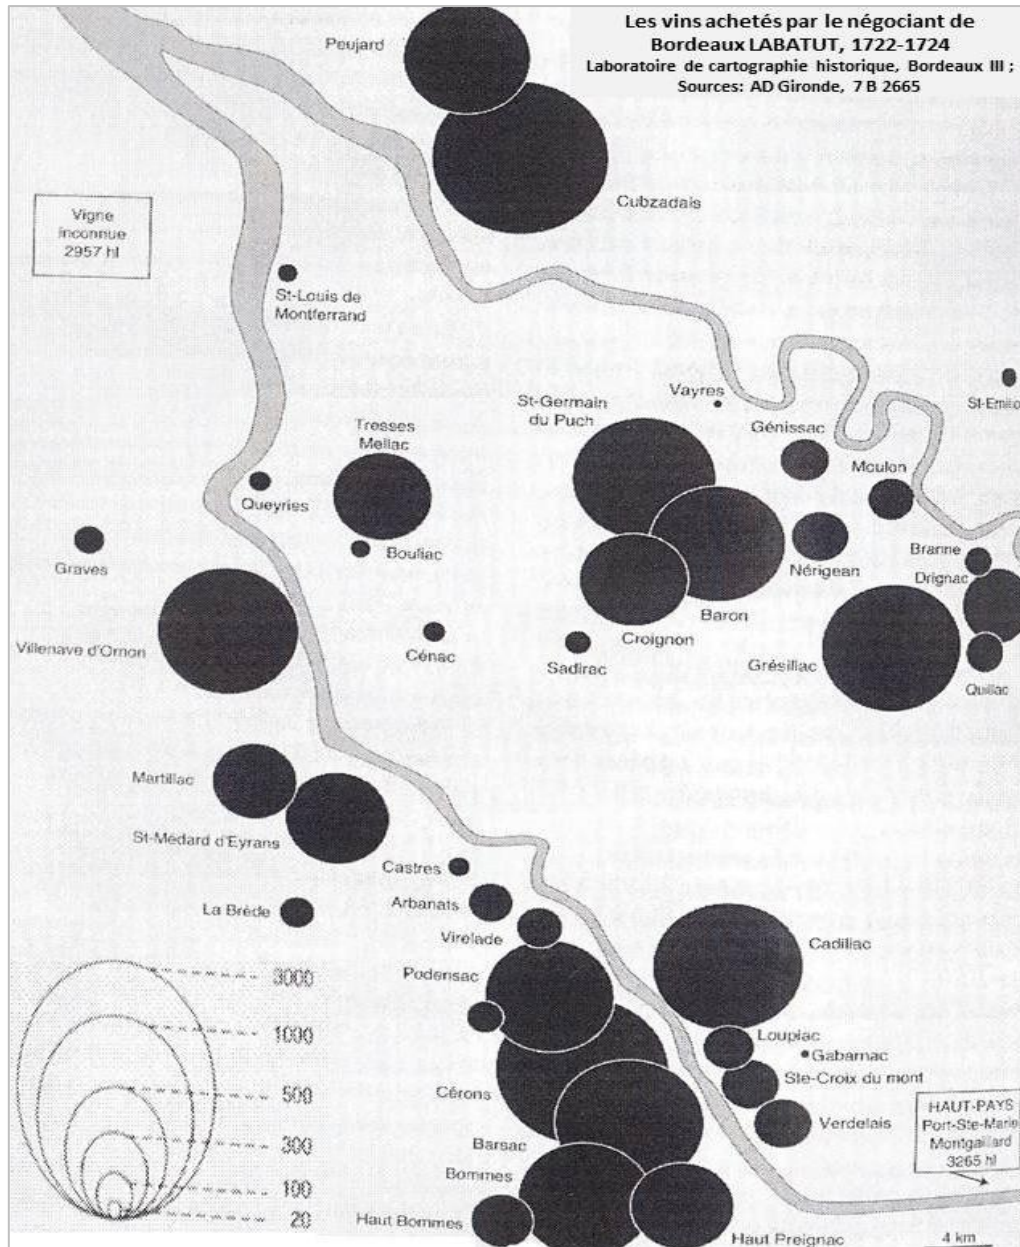 Les vins achetés par le négociant de
Bordeaux LABATUT, 1722-1724
Laboratoire de cartographie historique, Bordeaux III ;
Sources: AD Gironde, 7 B 2665
Peujard
Cubzadais
Vigne
inconnue
2957 hl
St-Louis de
Montferrand
Vayres
St-Emilo
St-Germain
du Puch
Génissac
Tresses
Mellac
Moulon
Queyries
Graves
Bouliac
Nérigean
Branne
Drignac
Baron
Croignon
Villenave d'Ornon
Cénac
Sadirac
Grésillac
Quillac
Martillac
St-Médard d'Eyrans
Castres
La Brède
Arbanats
Virelade
Cadillac
Podensac
3000
1000
500
300
100
20
Loupiac
Gabarnac
Ste-Croix du mont
Cérons
Verdelais
HAUT-PAYS
Port-Ste-Marie
Montgaillard
3265 hl
Barsac
Bommes
Haut Bommes
Haut Preignac
4 km